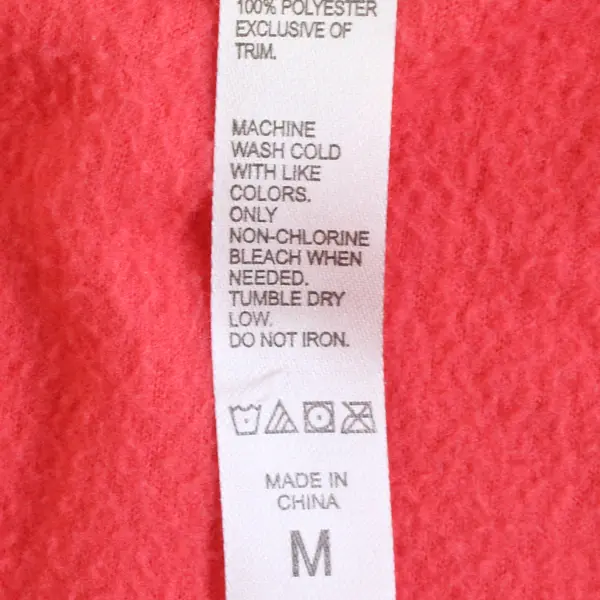 100% POLYESTER
EXCLUSIVE OF
TRIM.
MACHINE
WASH COLD
WITH LIKE
COLORS.
ONLY
NON-CHLORINE
BLEACH WHEN
NEEDED.
TUMBLE DRY
LOW.
DO NOT IRON.
MADE IN
CHINA
M